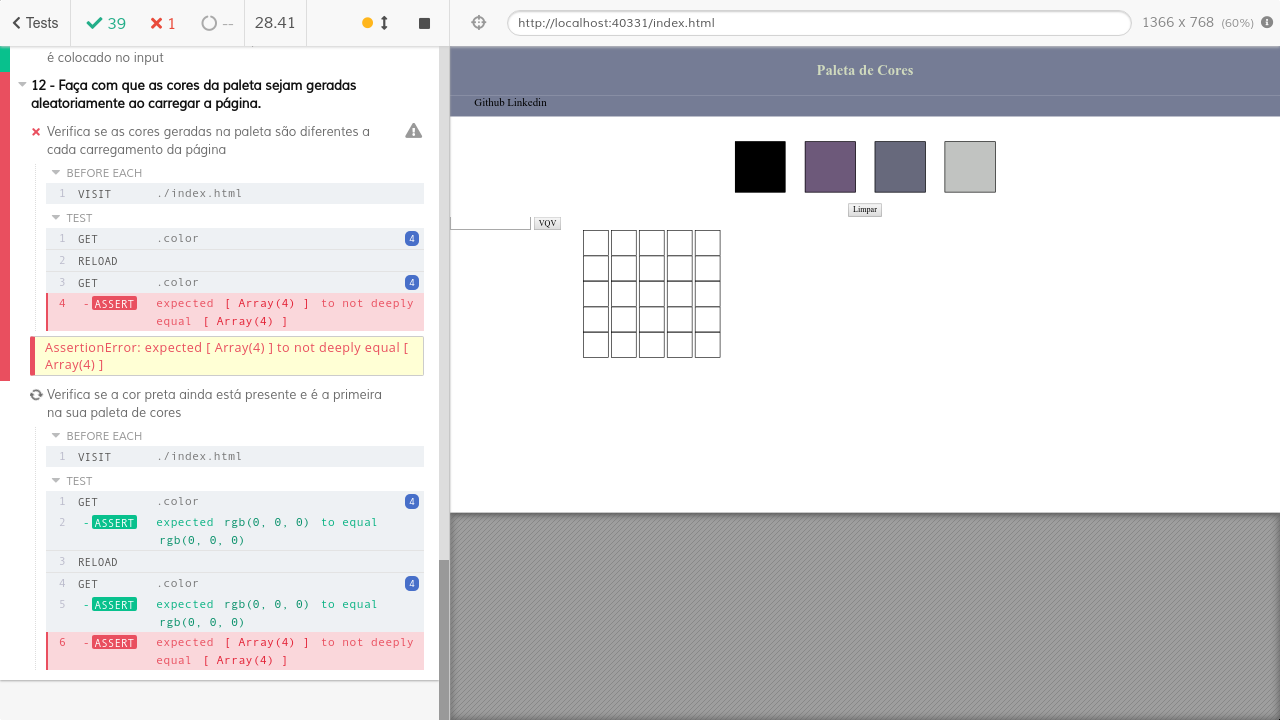 Tests
39
1
--
28.41
http://localhost:40331/index.html
1366 x 768 (60%)
é colocado no input
12 - Faça com que as cores da paleta sejam geradas
aleatoriamente ao carregar a página.
Verifica se as cores geradas na paleta são diferentes a
cada carregamento da página
BEFORE EACH
1 VISIT ./index.html
TEST
1 GET .color 4
2 RELOAD
3 GET .color 4
4 -ASSERT expected [ Array(4) ] to not deeply
equal [ Array(4) ]
AssertionError: expected [ Array(4) ] to not deeply equal [
Array(4) ]
Verifica se a cor preta ainda está presente e é a primeira
na sua paleta de cores
BEFORE EACH
1 VISIT ./index.html
TEST
1 GET .color 4
2 -ASSERT expected rgb(0, 0, 0) to equal
rgb(0, 0, 0)
3 RELOAD
4 GET .color 4
5 -ASSERT expected rgb(0, 0, 0) to equal
rgb(0, 0, 0)
6 -ASSERT expected [ Array(4) ] to not deeply
equal [ Array(4) ]
Paleta de Cores
Github Linkedin
Limpar
VQV